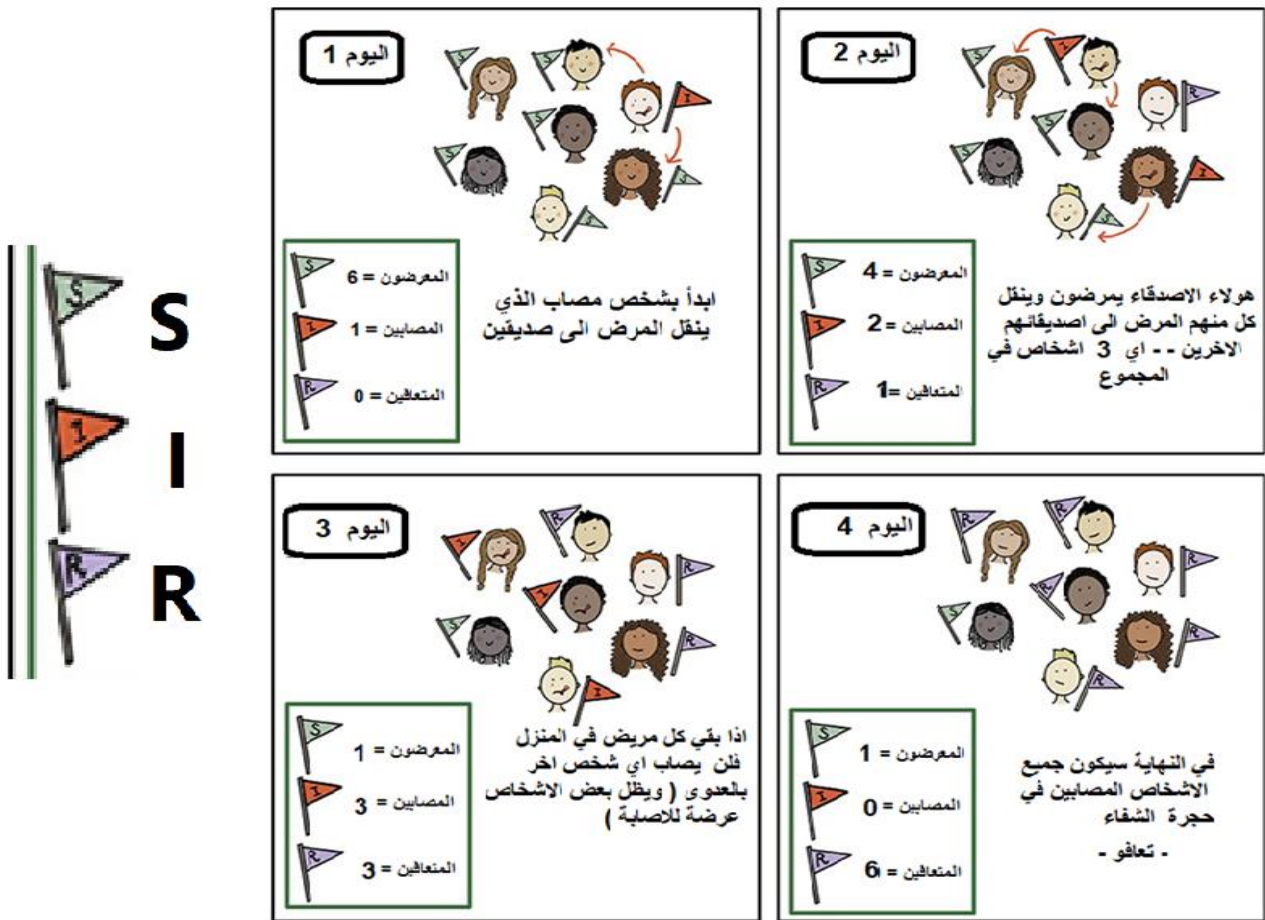 S
I
R
S
I
R
اليوم 1
S
S
I
S
S
S
S
S
المعرضون = 6
I
المصابين = 1
R
المتعافين = 0
ابدأ بشخص مصاب الذي
ينقل المرض الى صديقين
اليوم 2
S
I
R
S
S
I
S
S
المعرضون = 4
I
المصابين = 2
R
المتعافين = 1
هولاء الاصدقاء يمرضون وينقل
كل منهم المرض الى اصديقائهم
الاخرين - - اي 3 اشخاص في
المجموع
اليوم 3
I
R
R
I
S
R
I
S
المعرضون = 1
I
المصابين = 3
R
المتعافين = 3
اذا بقي كل مريض في المنزل
فلن يصاب اي شخص اخر
بالعدوى ( ويظل بعض الاشخاص
عرضة للاصابة )
اليوم 4
R
R
R
R
S
R
R
S
المعرضون = 1
I
المصابين = 0
R
المتعافين = 6
في النهاية سيكون جميع
الاشخاص المصابين في
حجرة الشفاء
- تعافو -